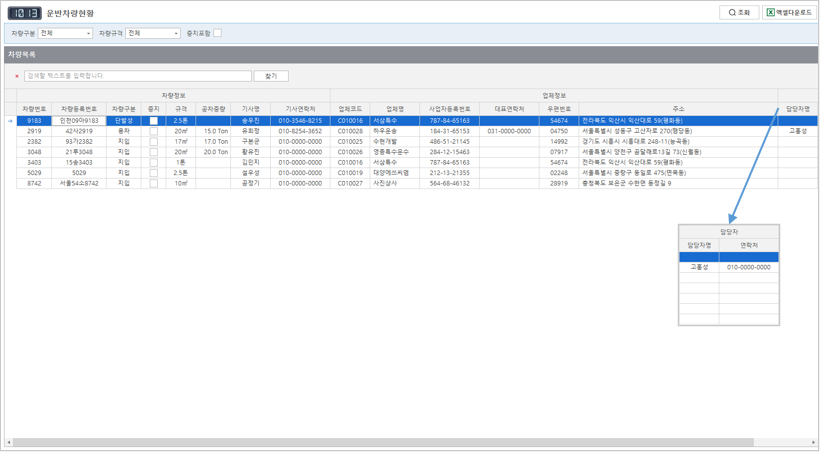 1013 운반차량현황
조회 엑셀다운로드
차량구분 전체 차량규격 전체 중지포함
차량목록
× 검색할 텍스트를 입력합니다. 찾기
차량정보 업체정보
차량번호 차량등록번호 차량구분 중지 규격 공차중량 기사명 기사연락처 업체코드 업체명 사업자등록번호 대표연락처 우편번호 주소 담당자명
9183 인천09아9183 단발성 2.5톤 송우진 010-3546-8215 C010016 서삼특수 787-84-65163 54674 전라북도 익산시 익산대로 59(평화동)
2919 42사2919 용차 20㎥ 15.0 Ton 유희정 010-8254-3652 C010028 하우운송 184-31-65153 031-0000-0000 04750 서울특별시 성동구 고산자로 270(행당동) 고홍성
2382 93가2382 지입 17㎥ 17.0 Ton 구본균 010-0000-0000 C010025 수현개발 486-51-21145 14992 경기도 시흥시 시흥대로 248-11(능곡동)
3048 21루3048 지입 20㎥ 20.0 Ton 황유진 010-0000-0000 C010026 영종특수운수 284-12-15463 07917 서울특별시 양천구 곰달래로13길 73(신월동)
3403 15송3403 지입 1톤 김민지 010-0000-0000 C010016 서삼특수 787-84-65163 54674 전라북도 익산시 익산대로 59(평화동)
5029 5029 지입 2.5톤 설우성 010-0000-0000 C010019 대양에쓰씨엠 212-13-21355 02248 서울특별시 중랑구 동일로 475(면목동)
8742 서울54소8742 지입 10㎥ 공정기 010-0000-0000 C010027 사진상사 564-68-46132 28919 충청북도 보은군 수한면 동정길 9
담당자
담당자명 연락처
고홍성 010-0000-0000